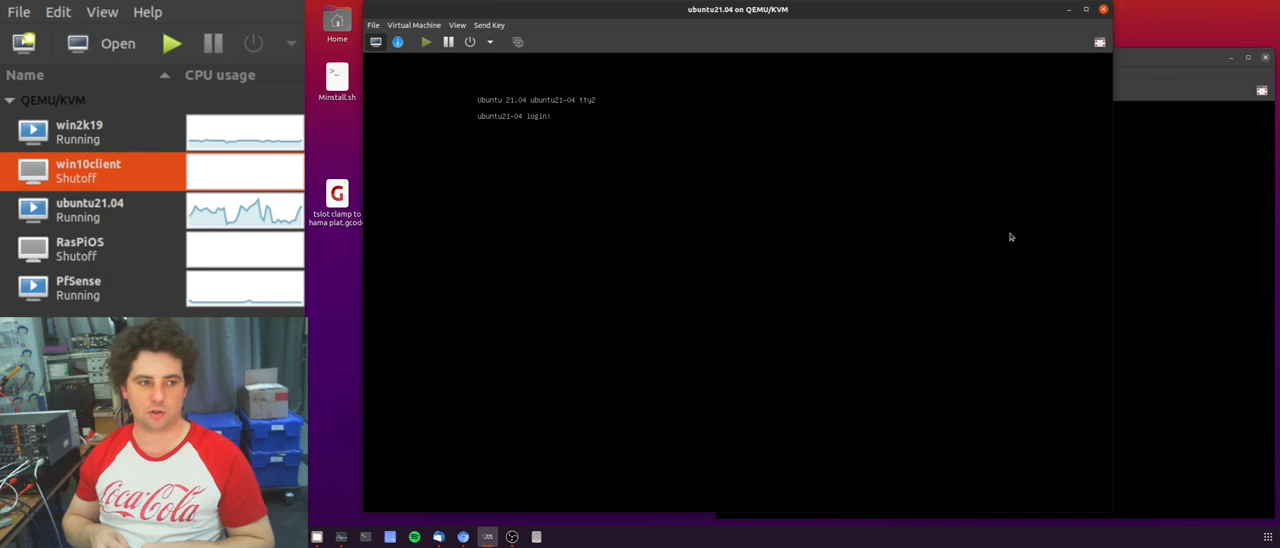 File Edit View Help
Open
Name CPU usage
QEMU/KVM
win2k19
Running
win10client
Shutoff
ubuntu21.04
Running
RasPiOS
Shutoff
PfSense
Running
Coca-Cola
Home
Minstall.sh
G
tslot clamp to
hama plat.gcode
ubuntu21.04 on QEMU/KVM
File Virtual Machine View Send Key
Ubuntu 21.04 ubuntu21-04 tty2
ubuntu21-04 login: